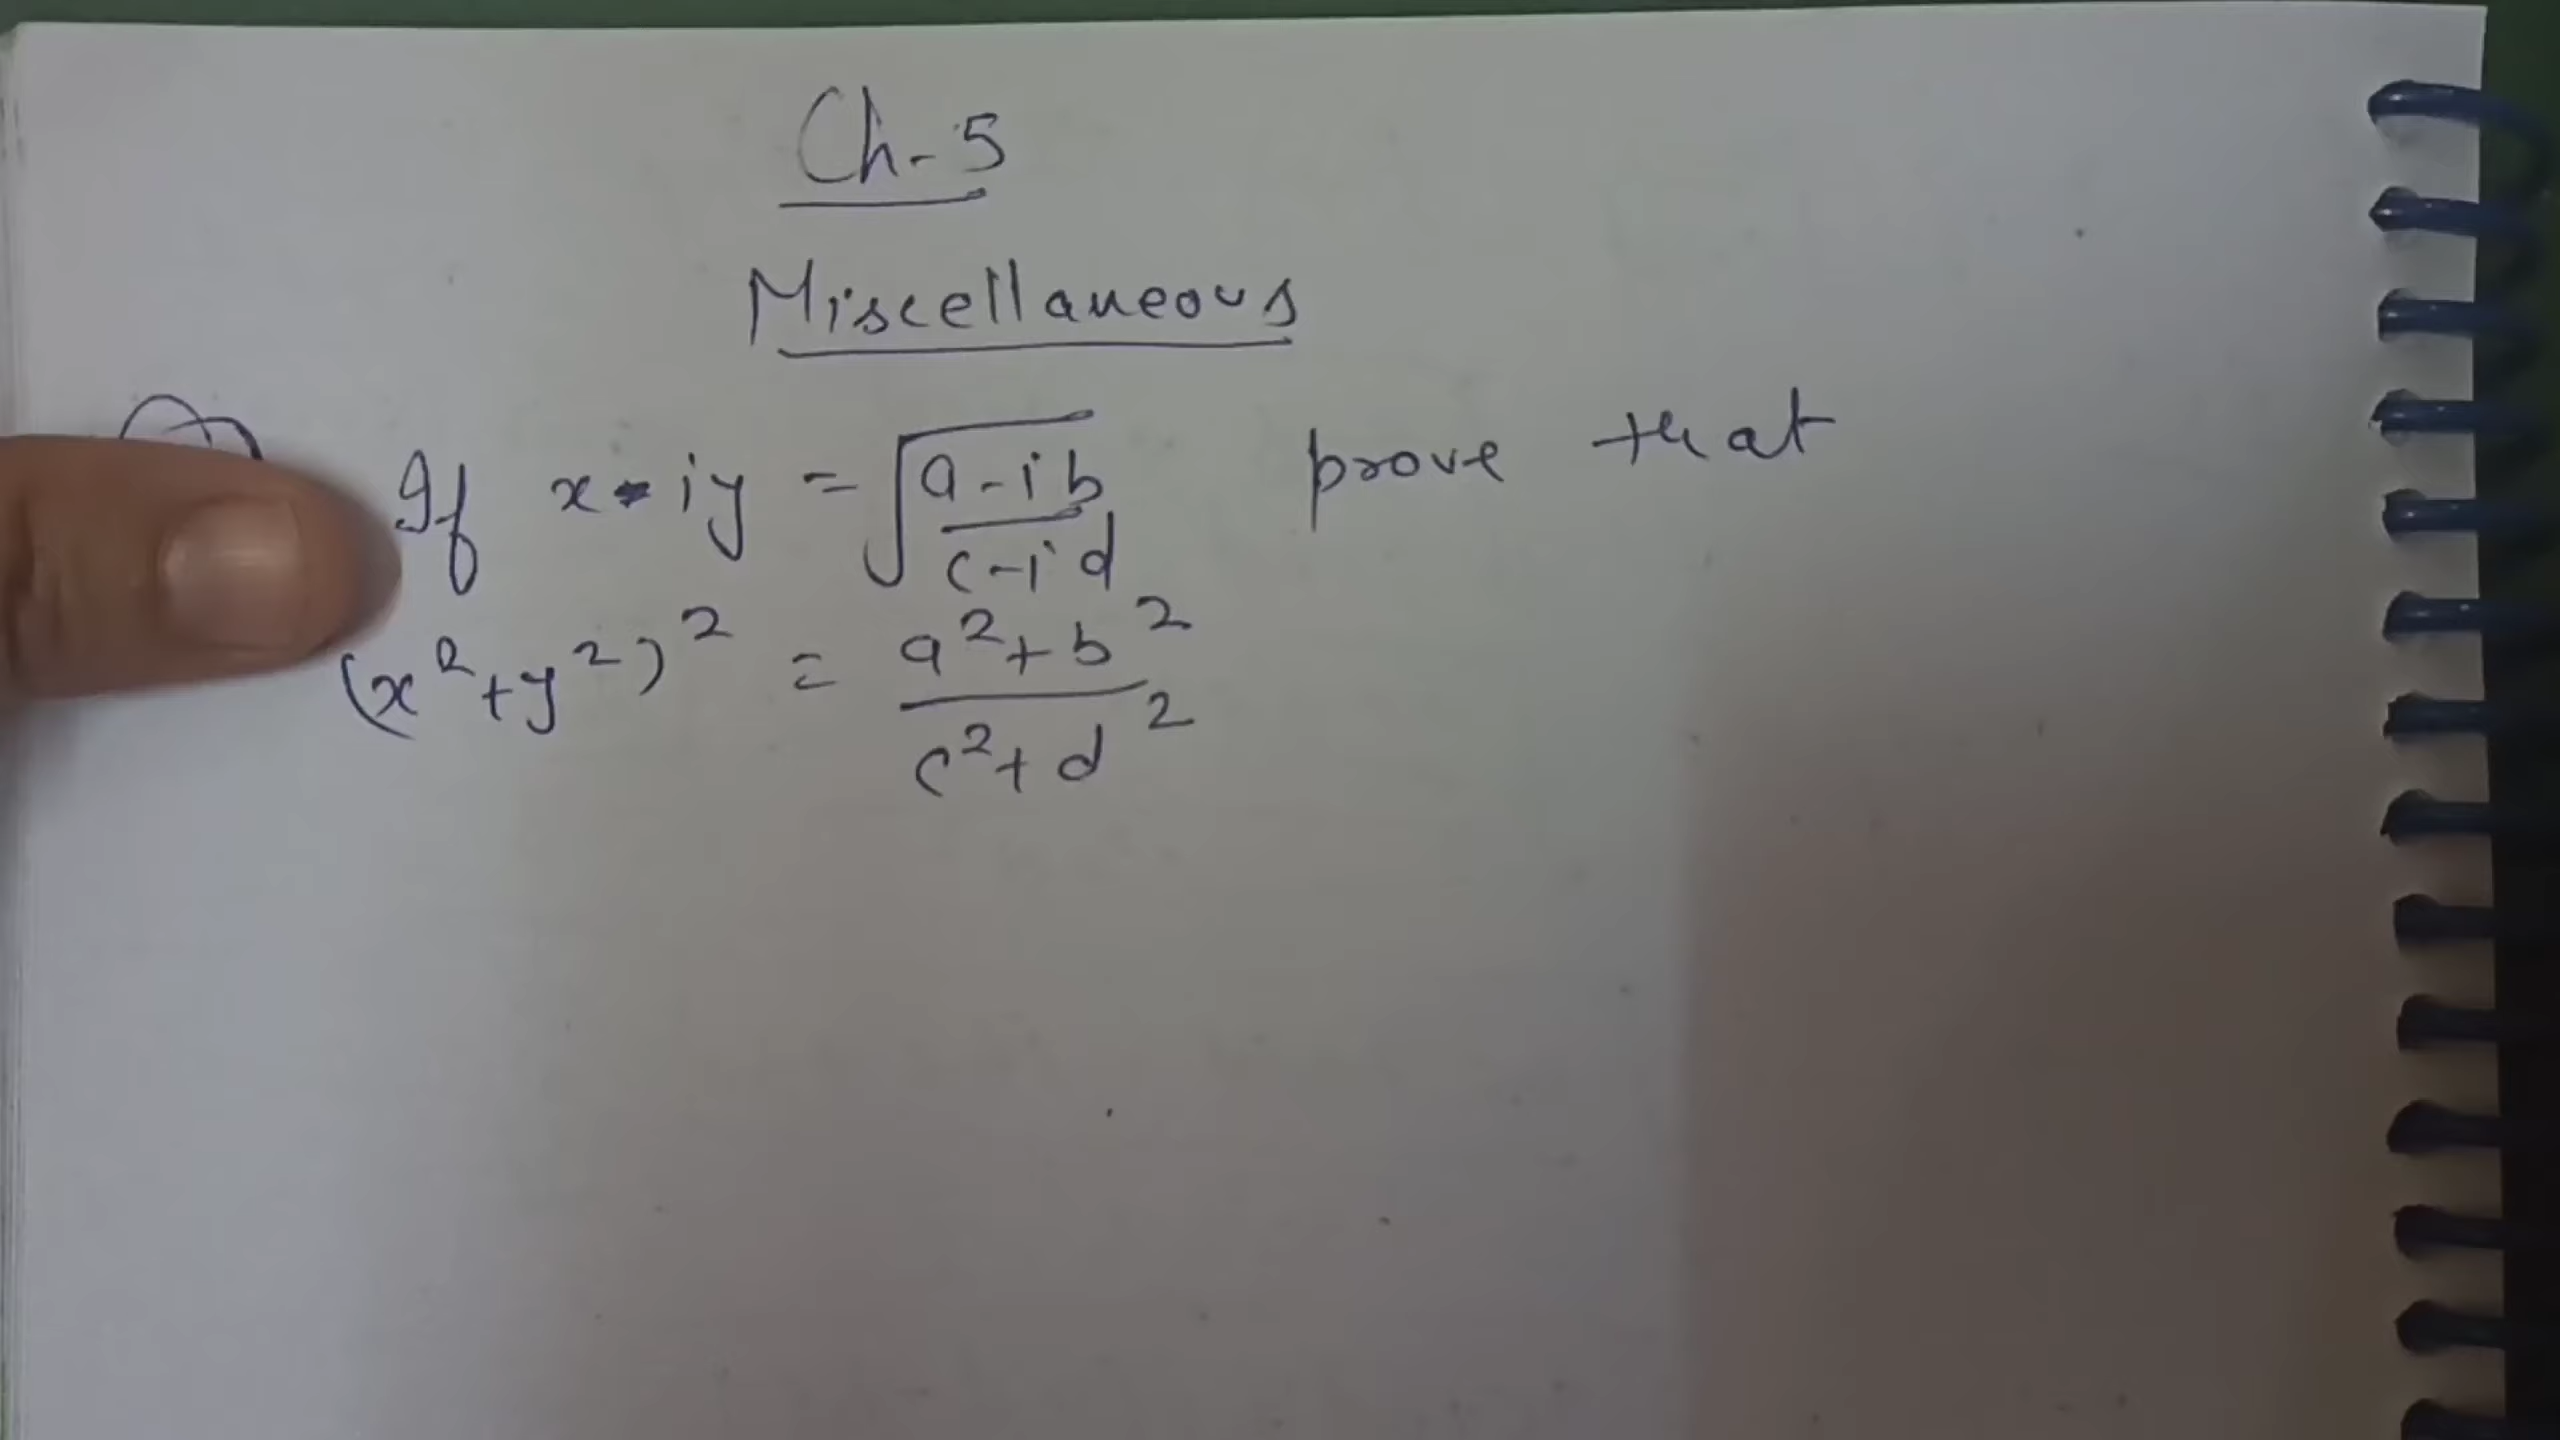 Ch-5
Miscellaneous
If x-iy = √(a-ib / c-id) prove that
(x²+y²)² = a²+b² / c²+d²